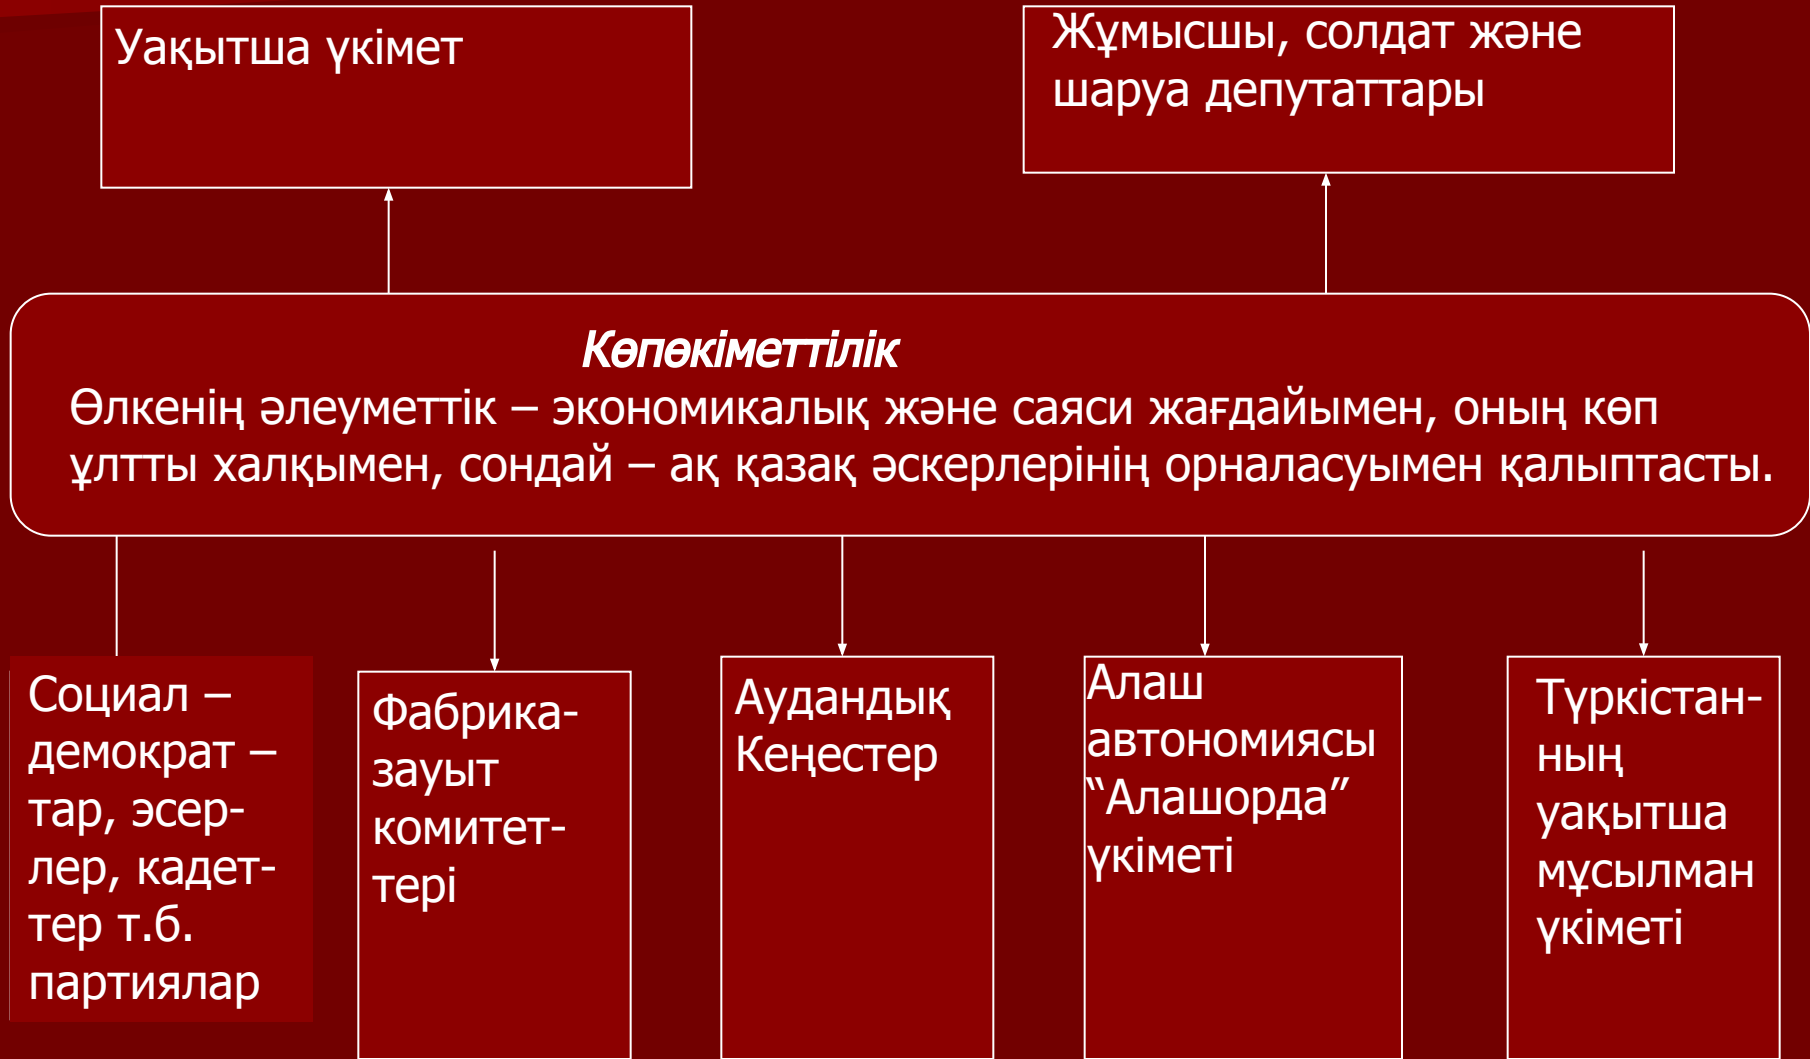 Уақытша үкімет
Жұмысшы, солдат және
шаруа депутаттары
Көпөкіметтілік
Өлкенің әлеуметтік – экономикалық және саяси жағдайымен, оның көп
ұлтты халқымен, сондай – ақ қазақ әскерлерінің орналасуымен қалыптасты.
Социал –
демократ –
тар, эсер-
лер, кадет-
тер т.б.
партиялар
Фабрика-
зауыт
комитет-
тері
Аудандық
Кеңестер
Алаш
автономиясы
“Алашорда”
үкіметі
Түркістан-
ның
уақытша
мұсылман
үкіметі